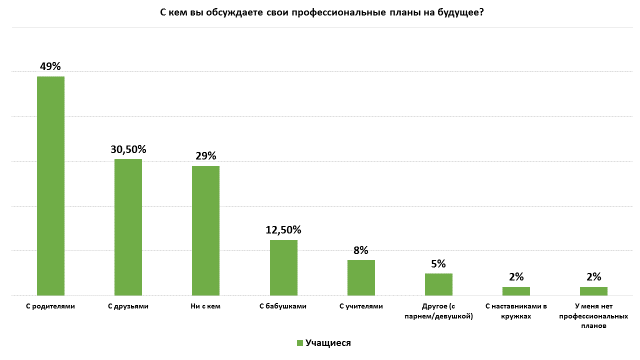 С кем вы обсуждаете свои профессиональные планы на будущее?
49%
30,50%
29%
12,50%
8%
5%
2%
2%
С родителями
С друзьями
Ни с кем
С бабушками
С учителями
Другое (с
парнем/девушкой)
С наставниками в
кружках
У меня нет
профессиональных
планов
Учащиеся